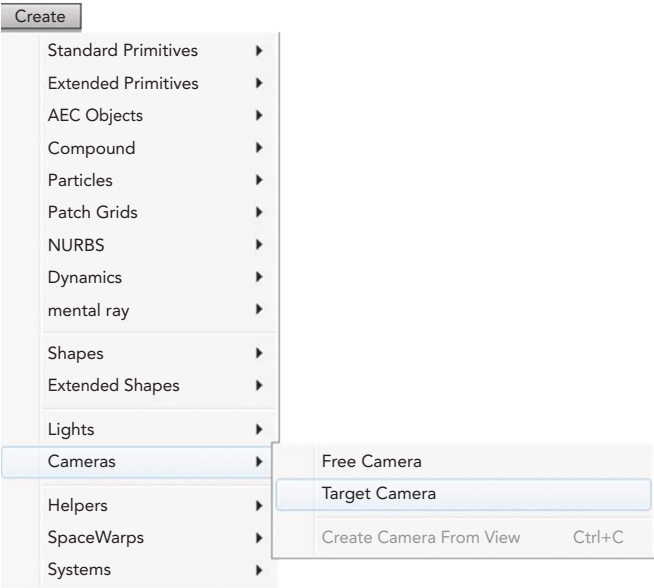 Create
Standard Primitives
Extended Primitives
AEC Objects
Compound
Particles
Patch Grids
NURBS
Dynamics
mental ray
Shapes
Extended Shapes
Lights
Cameras
Free Camera
Target Camera
Create Camera From View Ctrl+C
Helpers
SpaceWarps
Systems